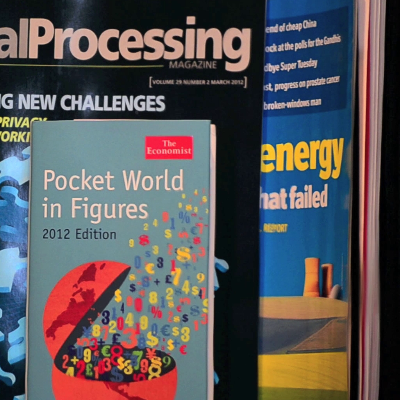 alProcessing
MAGAZINE
[VOLUME 29 NUMBER 2 MARCH 2012]
NG NEW CHALLENGES
PRIVACY
The
Economist
Pocket World
in Figures
2012 Edition
end of cheap China
ock at the polls for the Gandhis
dbye Super Tuesday
st, progress on prostate cancer
broken-windows man
energy
hat failed
REPORT